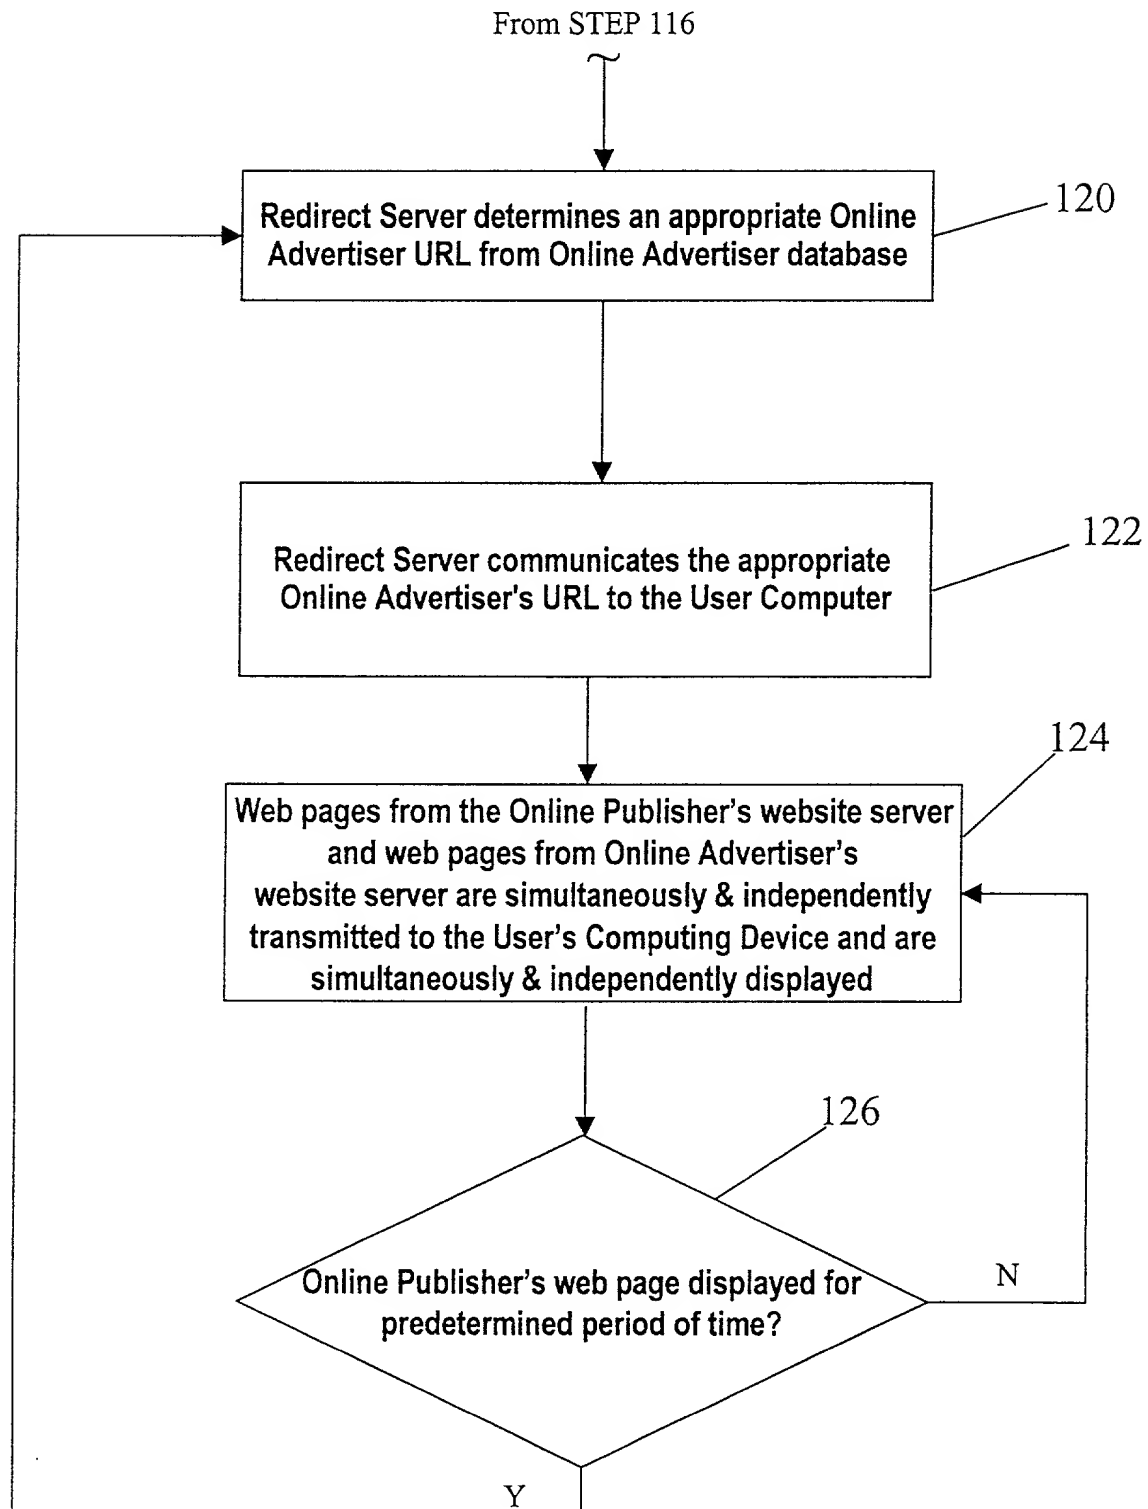 From STEP 116
Redirect Server determines an appropriate Online
Advertiser URL from Online Advertiser database
120
Redirect Server communicates the appropriate
Online Advertiser's URL to the User Computer
122
124
Web pages from the Online Publisher’s website server
and web pages from Online Advertiser’s
website server are simultaneously & independently
transmitted to the User’s Computing Device and are
simultaneously & independently displayed
126
Online Publisher’s web page displayed for
predetermined period of time?
N
Y